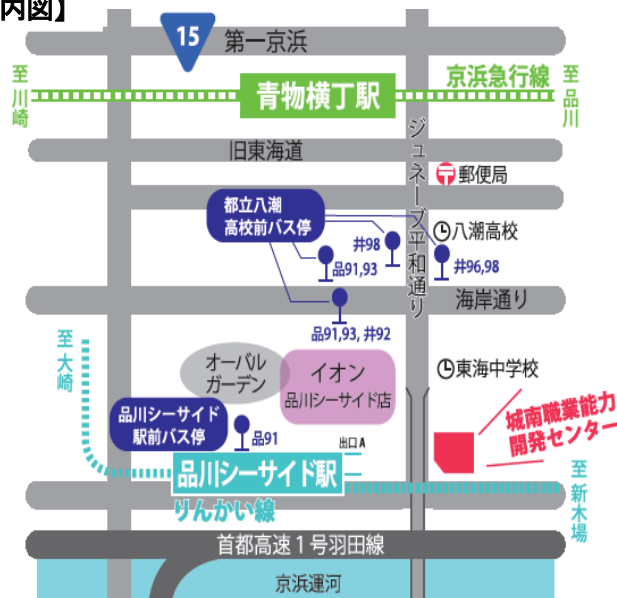 内図】
15
第一京浜
至川崎
青物横丁駅
京浜急行線
至品川
ジュネーブ平和通り
旧東海道
郵便局
都立八潮
高校前バス停
八潮高校
井98
品91,93
井96,98
海岸通り
品91,93, 井92
至大崎
オーバル
ガーデン
イオン
品川シーサイド店
東海中学校
品川シーサイド
駅前バス停
品91
出口A
城南職業能力
開発センター
品川シーサイド駅
至新木場
りんかい線
首都高速1号羽田線
京浜運河